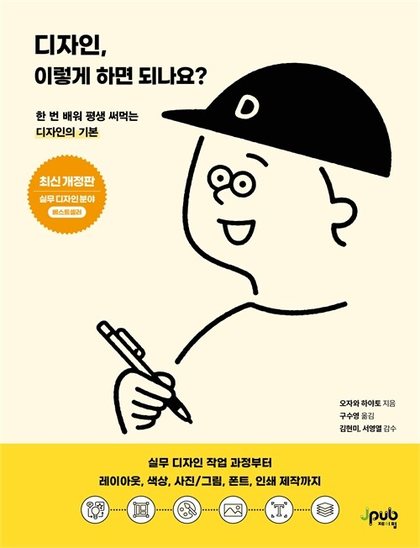 디자인,
이렇게 하면 되나요?
한 번 배워 평생 써먹는
디자인의 기본
최신 개정판
실무 디자인 분야
베스트셀러
D
오자와 하야토 지음
구수영 옮김
김현미, 서영열 감수
실무 디자인 작업 과정부터
레이아웃, 색상, 사진/그림, 폰트, 인쇄 제작까지
T
Jpub
제이펍